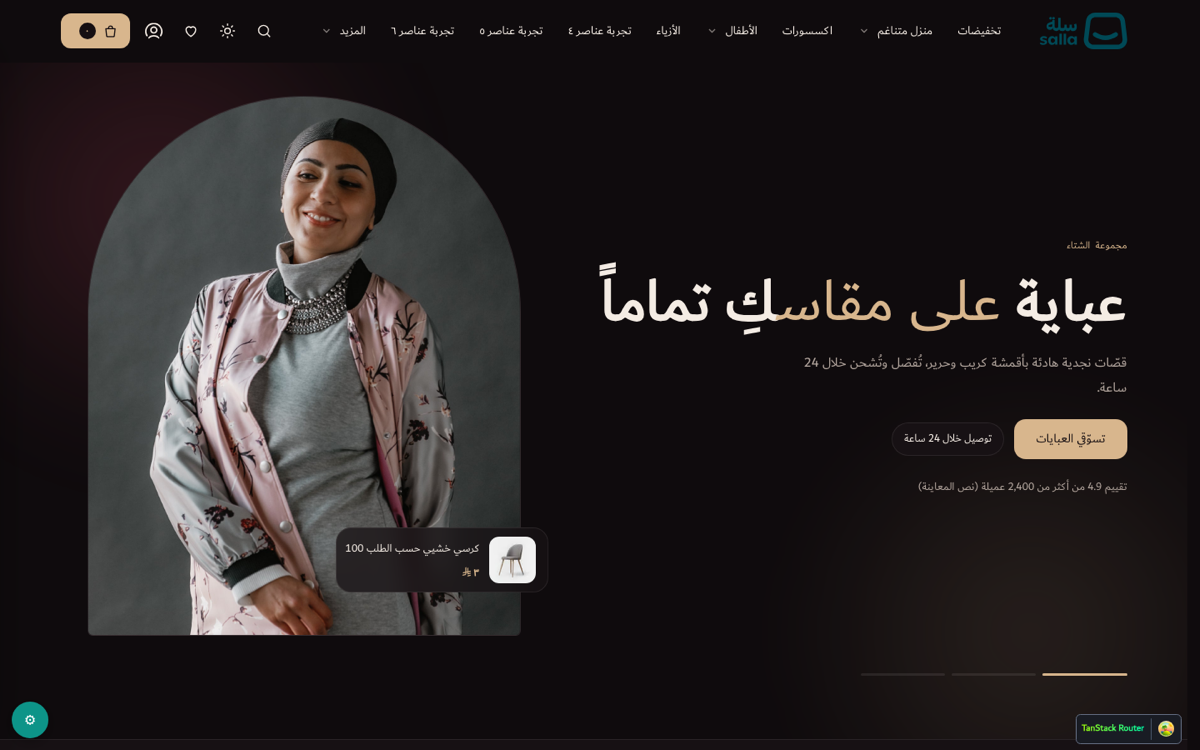 سلة
salla
تخفيضات
منزل متناغم
اكسسورات
الأطفال
الأزياء
تجربة عناصر ٤
تجربة عناصر ٥
تجربة عناصر ٦
المزيد
٠
مجموعة الشتاء
عباية على مقاسكِ تماماً
قصّات نجدية هادئة بأقمشة كريب وحرير، تُفصّل وتُشحن خلال 24
ساعة.
تسوّقي العبايات
توصيل خلال 24 ساعة
تقييم 4.9 من أكثر من 2,400 عميلة (نص المعاينة)
كرسي خشبي حسب الطلب 100
٣
TanStack Router